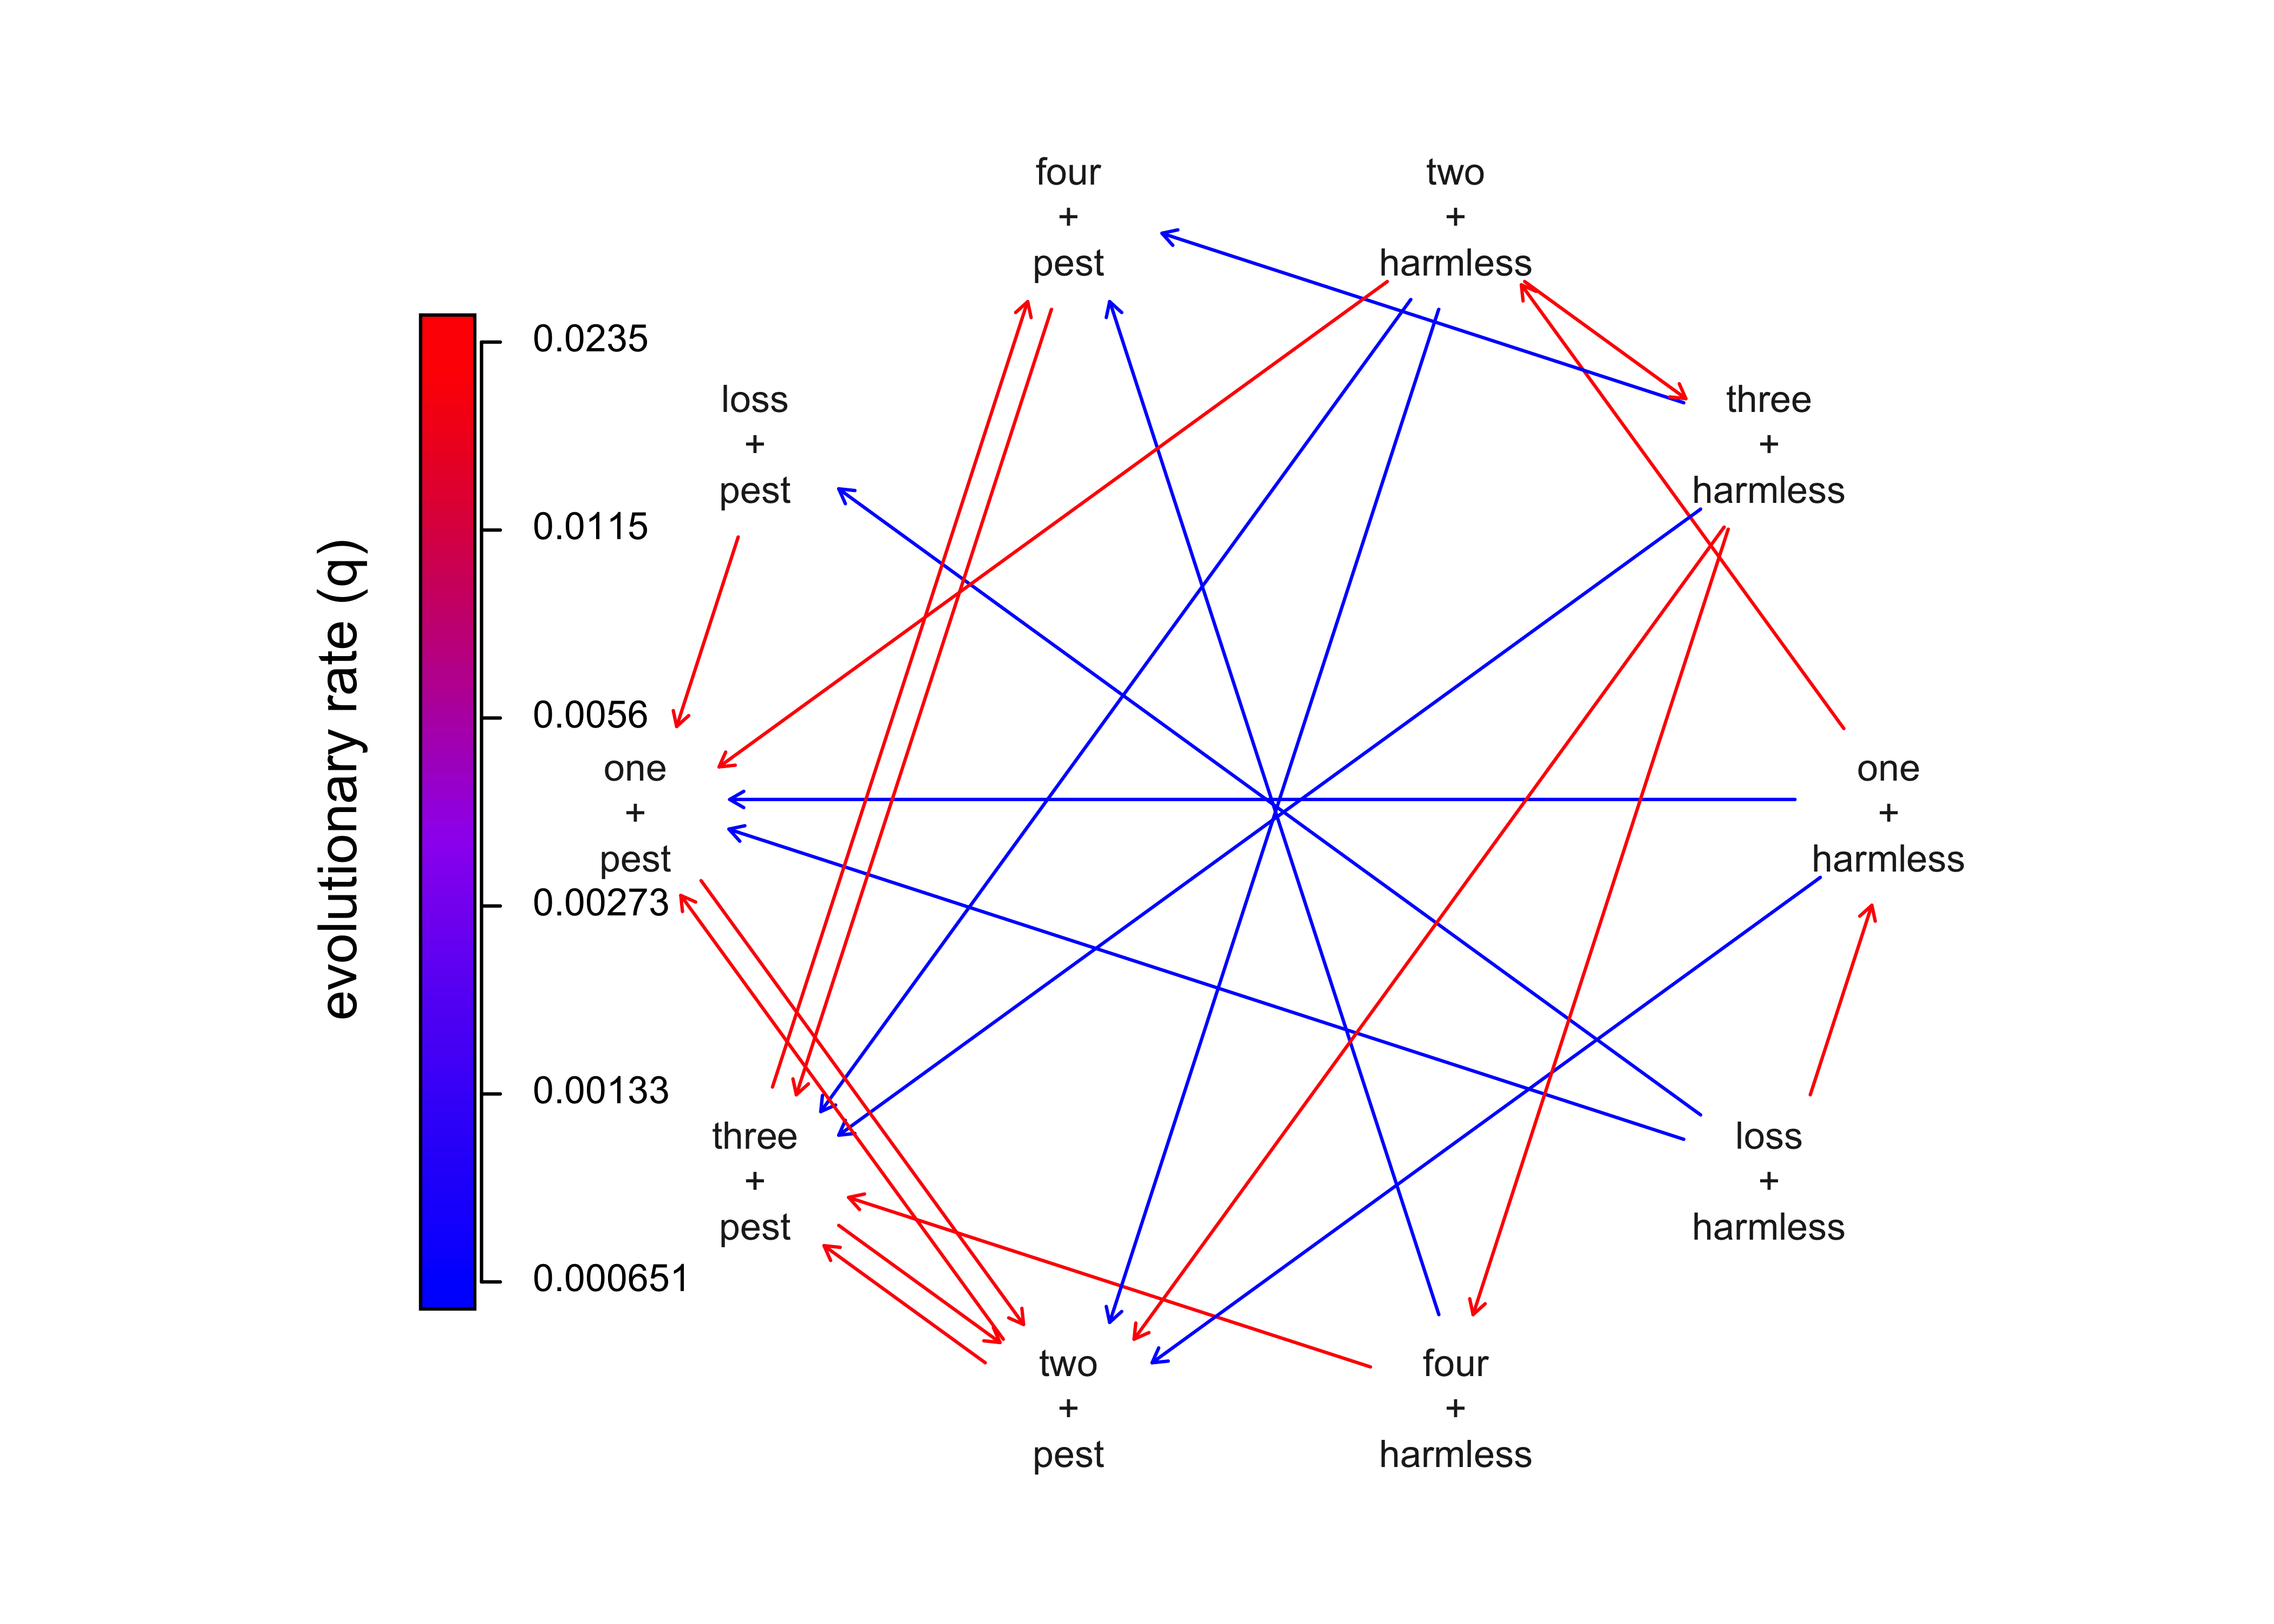 four
+
pest
two
+
harmless
loss
+
pest
three
+
harmless
evolutionary rate (q)
0.0235
0.0115
0.0056
0.00273
0.00133
0.000651
one
+
pest
one
+
harmless
three
+
pest
loss
+
harmless
two
+
pest
four
+
harmless